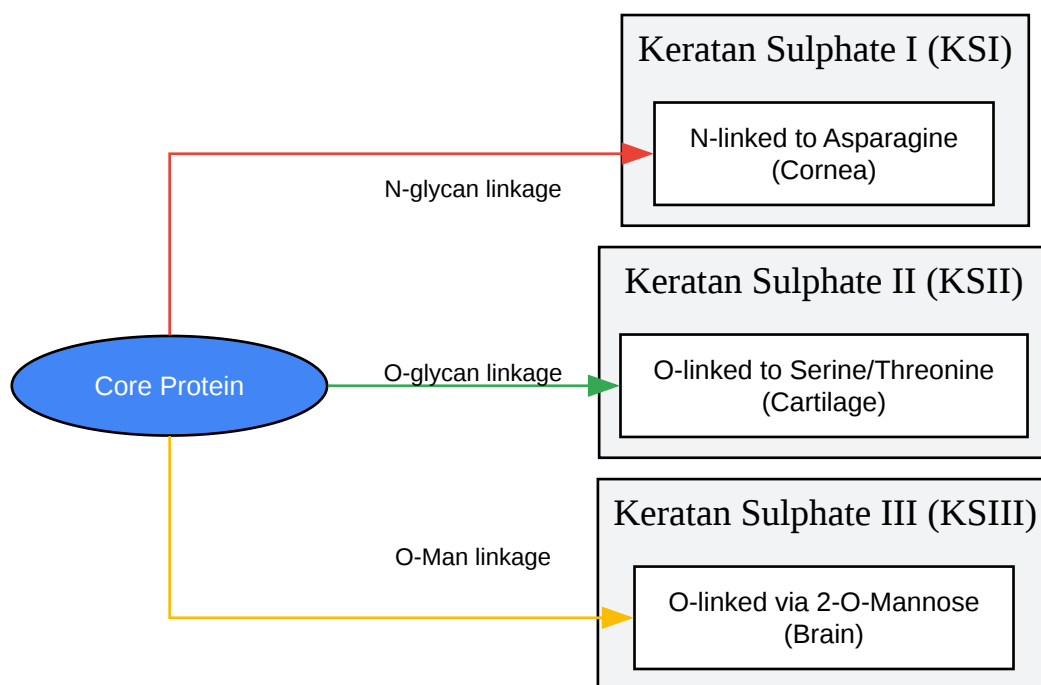 Keratan Sulphate I (KSI)
N-linked to Asparagine
(Cornea)
N-glycan linkage
Keratan Sulphate II (KSII)
Core Protein
O-glycan linkage
O-linked to Serine/Threonine
(Cartilage)
Keratan Sulphate III (KSIII)
O-Man linkage
O-linked via 2-O-Mannose
(Brain)